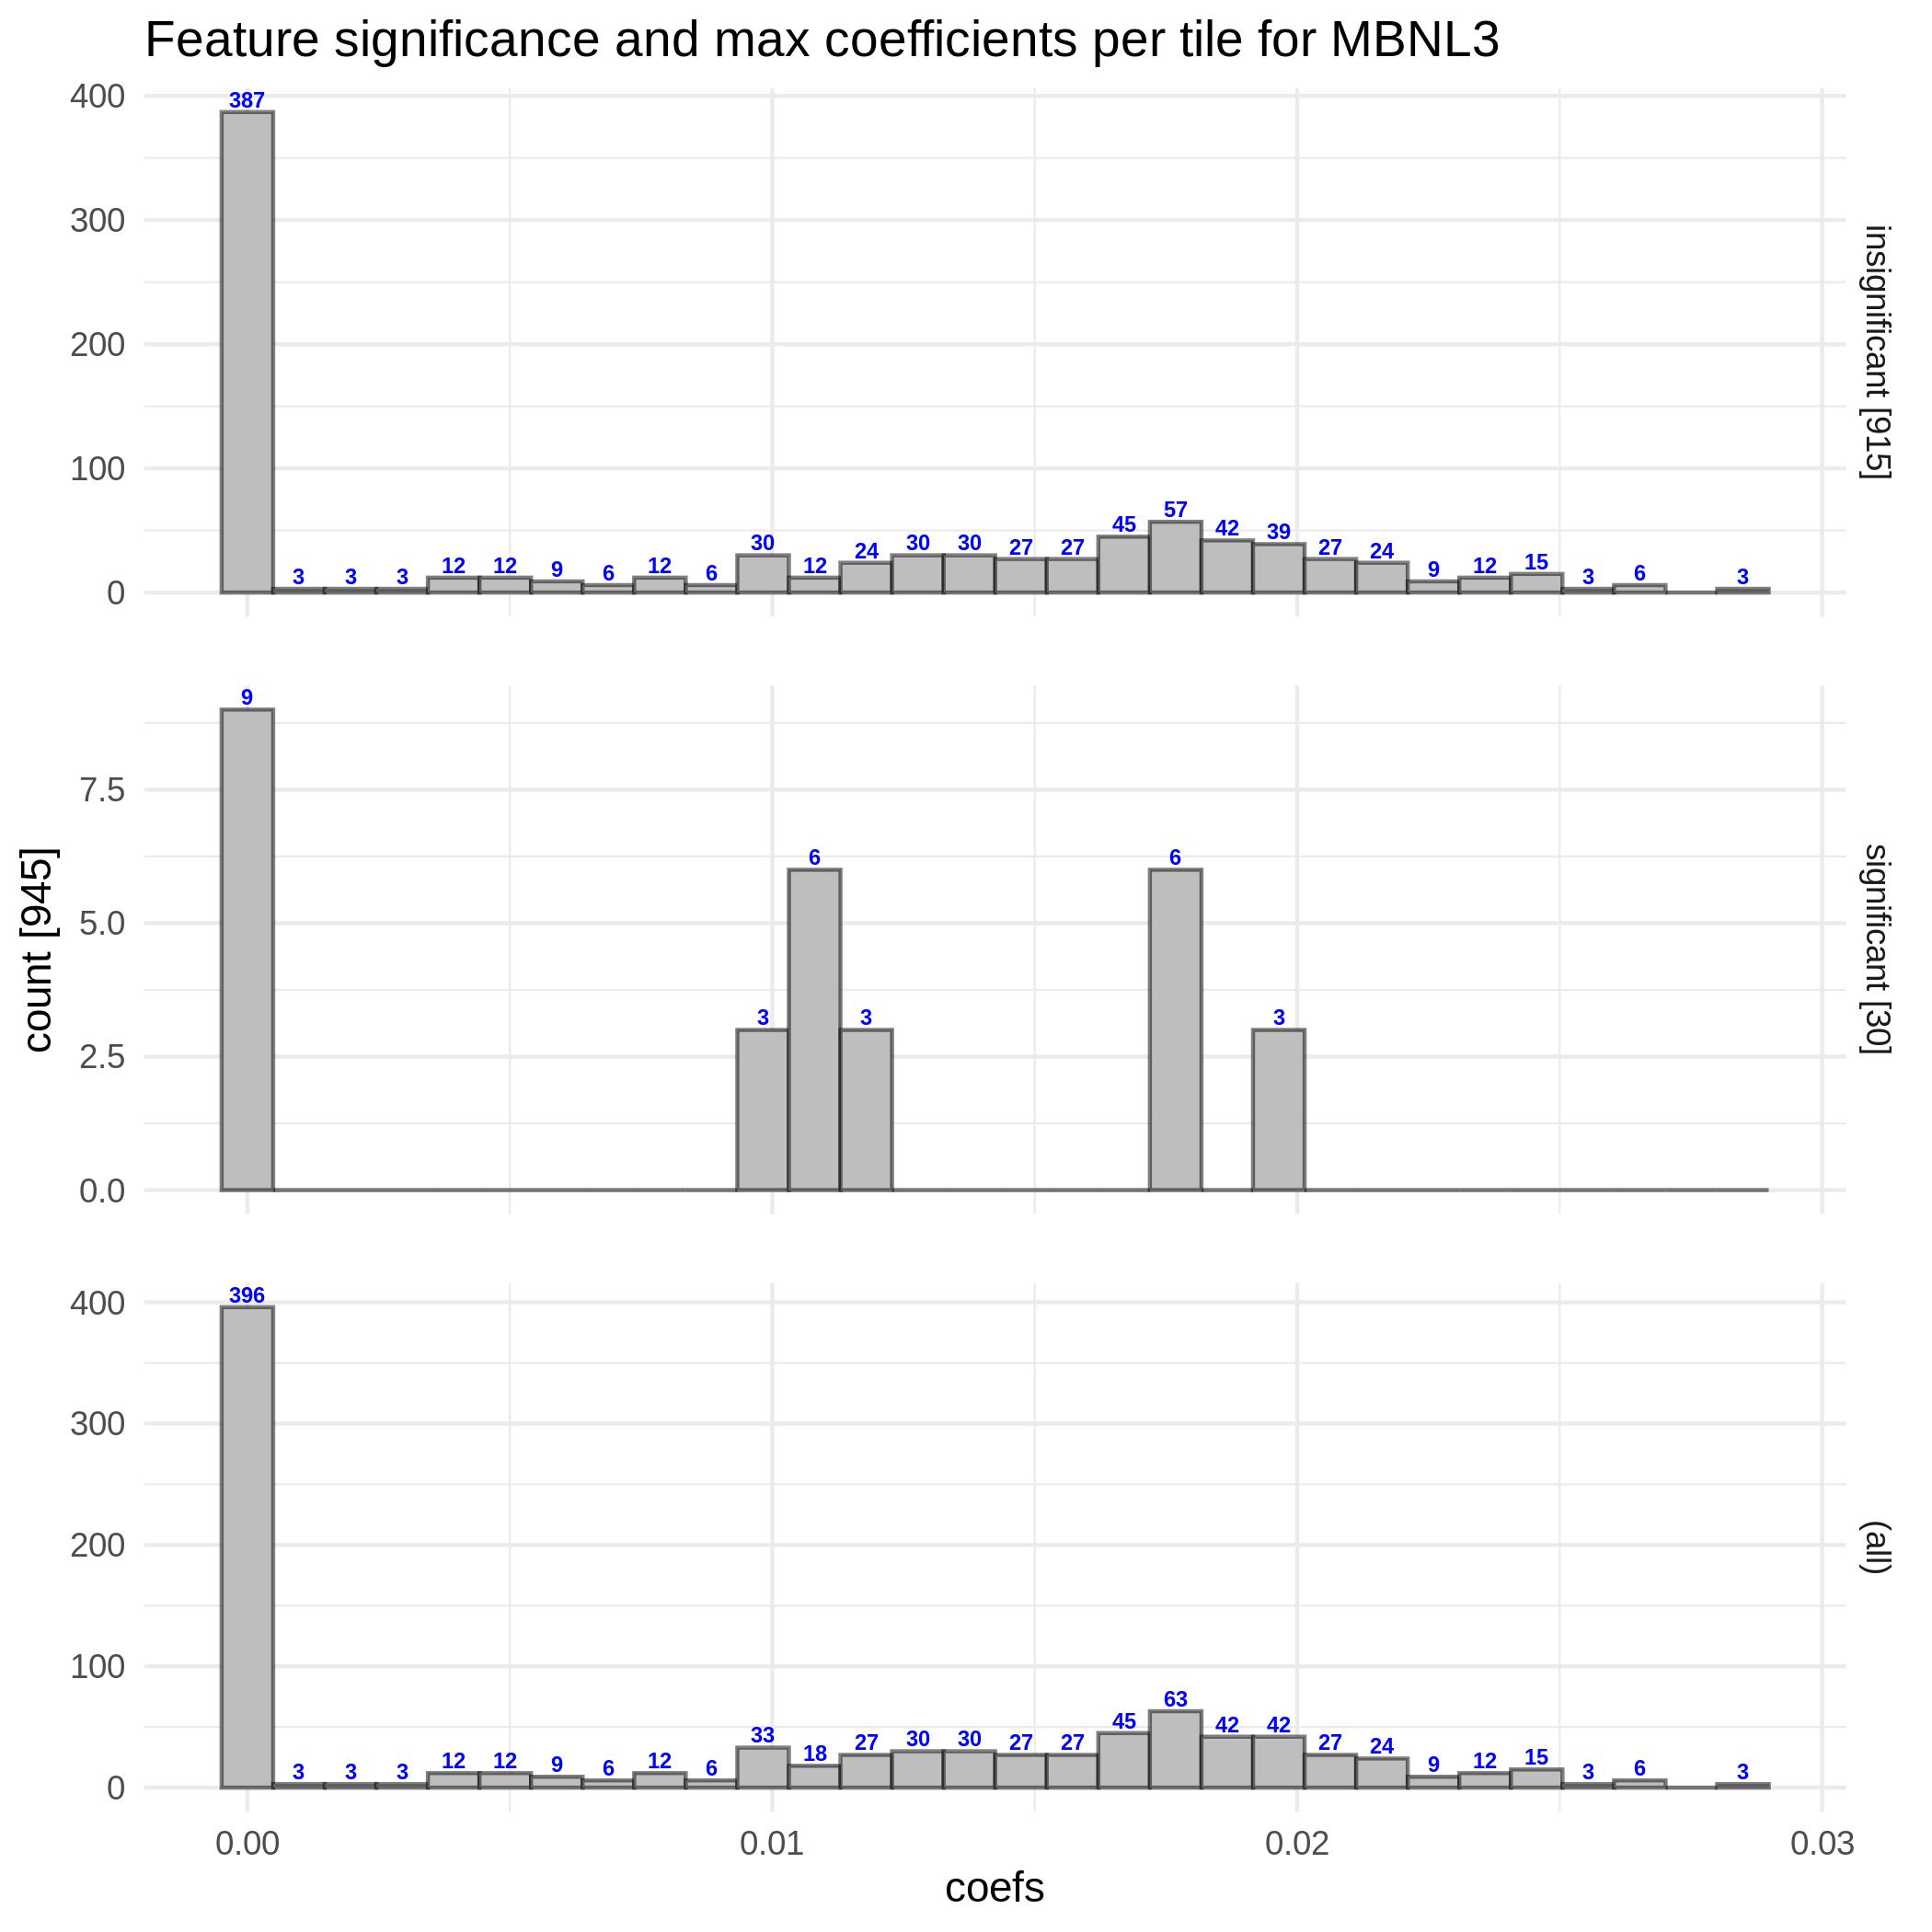 Feature significance and max coefficients per tile for MBNL3
400
300
200
100
0
387
3 3 3 12 12 9 6 12 6 30 12 24 30 30 27 27 45 57 42 39 27 24 9 12 15 3 6 3
insignificant [915]
count [945]
7.5
5.0
2.5
0.0
9
3 6 3 6 3
significant [30]
400
300
200
100
0
396
3 3 3 12 12 9 6 12 6 33 18 27 30 30 27 27 45 63 42 42 27 24 9 12 15 3 6 3
(all)
0.00 0.01 0.02 0.03
coefs